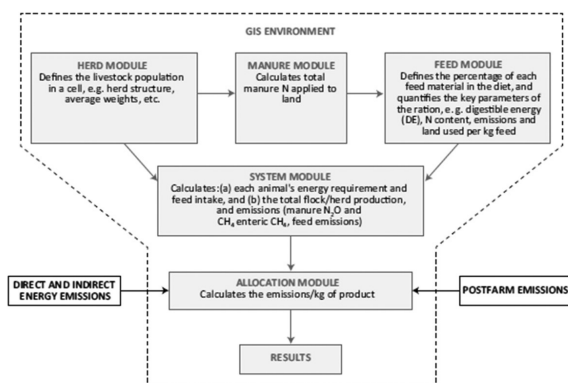 GIS ENVIRONMENT
HERD MODULE
Defines the livestock population
in a cell, e.g. herd structure,
average weights, etc.
MANURE MODULE
Calculates total
manure N applied to
land
FEED MODULE
Defines the percentage of each
feed material in the diet, and
quantifies the key parameters of
the ration, e.g. digestible energy
(DE), N content, emissions and
land used per kg feed
SYSTEM MODULE
Calculates:(a) each animal's energy requirement and
feed intake, and (b) the total flock/herd production,
and emissions (manure N₂O and
CH₄ enteric CH₄, feed emissions)
DIRECT AND INDIRECT
ENERGY EMISSIONS
ALLOCATION MODULE
Calculates the emissions/kg of product
POSTFARM EMISSIONS
RESULTS